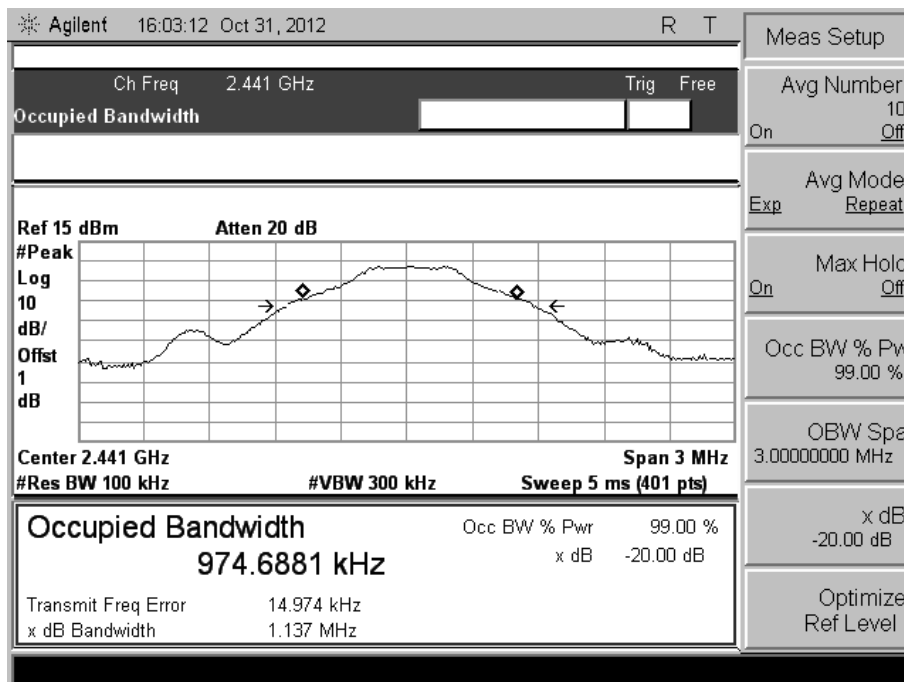 Agilent 16:03:12 Oct 31, 2012 R T
Ch Freq 2.441 GHz Trig Free
Occupied Bandwidth
Ref 15 dBm Atten 20 dB
#Peak
Log
10
dB/
Offst
1
dB
Center 2.441 GHz Span 3 MHz
#Res BW 100 kHz #VBW 300 kHz Sweep 5 ms (401 pts)
Occupied Bandwidth
974.6881 kHz
Occ BW % Pwr 99.00 %
x dB -20.00 dB
Transmit Freq Error 14.974 kHz
x dB Bandwidth 1.137 MHz
Meas Setup
Avg Number
10
On Off
Avg Mode
Exp Repeat
Max Hold
On Off
Occ BW % Pw
99.00 %
OBW Spa
3.00000000 MHz
x dB
-20.00 dB
Optimize
Ref Level